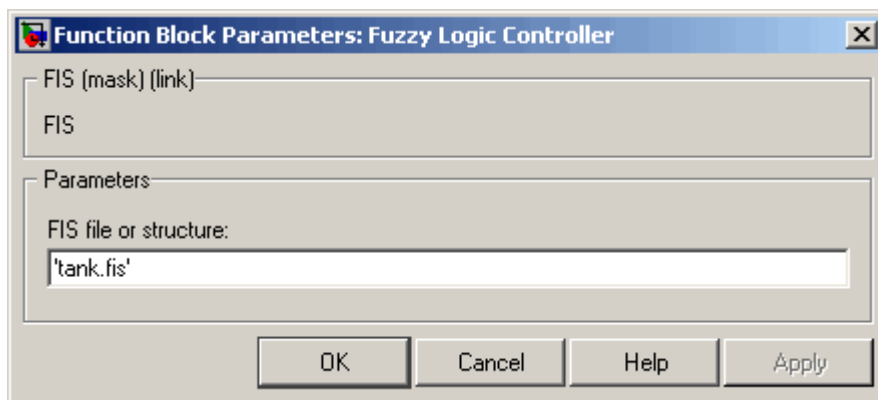 Function Block Parameters: Fuzzy Logic Controller
FIS (mask) (link)
FIS
Parameters
FIS file or structure:
'tank.fis'
OK Cancel Help Apply